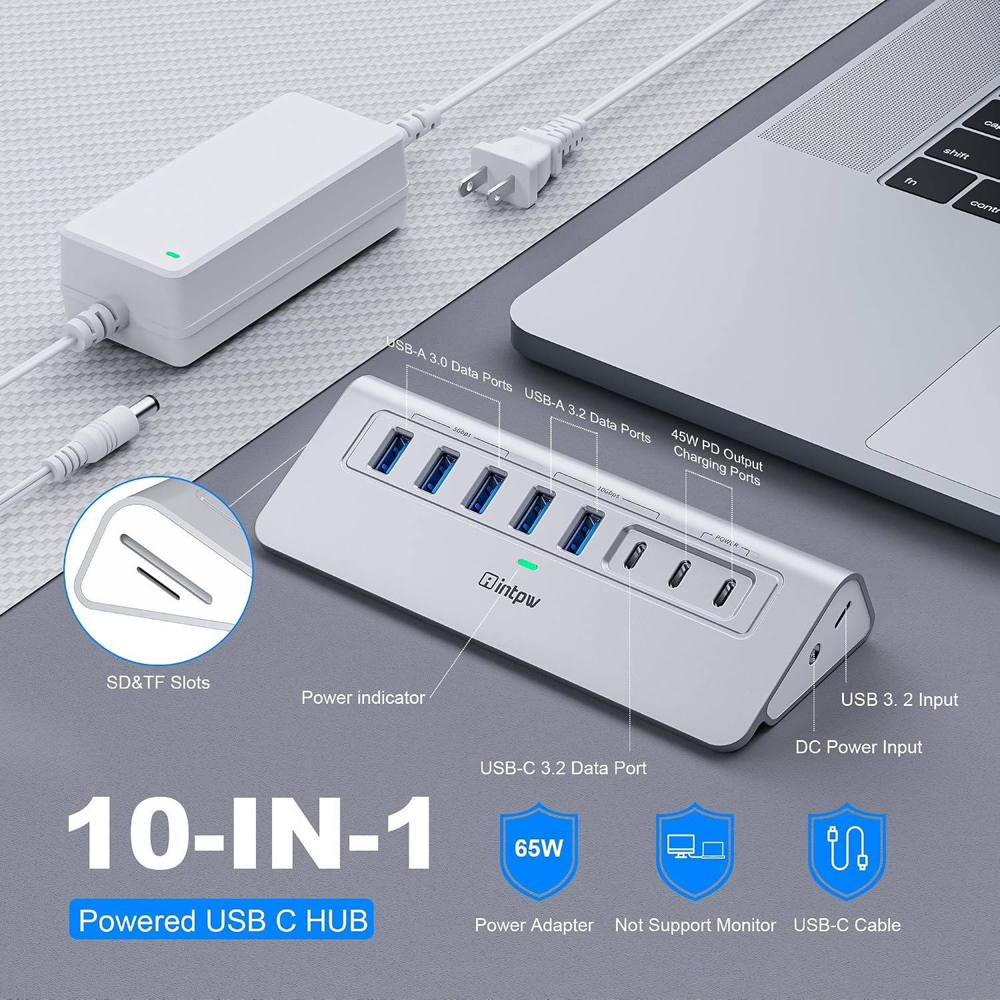 cap
shift
fn
contr
USB-A 3.0 Data Ports
USB-A 3.2 Data Ports
45W PD Output
Charging Ports
5Gbps
10Gbps
POWER
intpw
SD&TF Slots
Power indicator
USB 3. 2 Input
DC Power Input
USB-C 3.2 Data Port
10-IN-1
Powered USB C HUB
65W
Power Adapter
Not Support Monitor
USB-C Cable